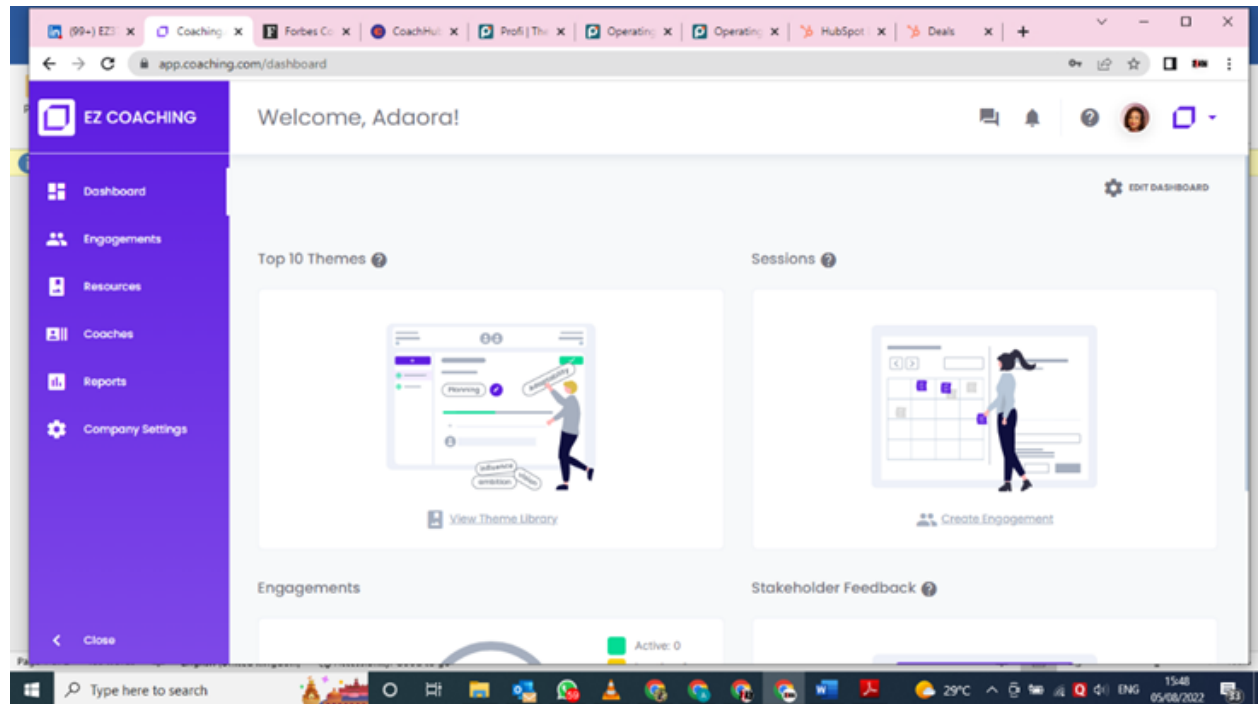 (99+) EZ3
Coaching.
Forbes Co
CoachHub
Profi | The
Operating
Operating
HubSpot
Deals
app.coaching.com/dashboard
EZ COACHING
Welcome, Adaora!
Dashboard
EDIT DASHBOARD
Engagements
Resources
Coaches
Reports
Company Settings
Close
Top 10 Themes
Sessions
Planning
adaptability
influence
ambition
vision
View Theme Library
Create Engagement
Engagements
Stakeholder Feedback
Active: 0
Type here to search
29°C
ENG
15:48
05/08/2022